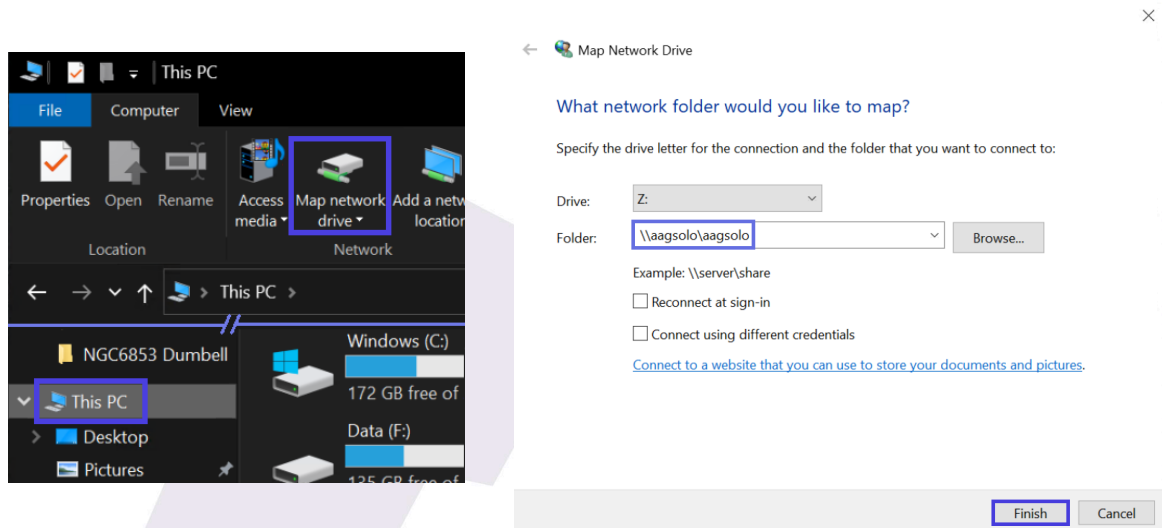 This PC
File Computer View
Properties Open Rename Access media Map network drive Add a netw
locatior
Location Network
This PC
NGC6853 Dumbell
This PC
Desktop
Pictures
Windows (C:)
172 GB free of
Data (F:)
135 GB free of
Map Network Drive
What network folder would you like to map?
Specify the drive letter for the connection and the folder that you want to connect to:
Drive: Z:
Folder: \\aagsolo\aagsolo Browse...
Example: \\server\share
Reconnect at sign-in
Connect using different credentials
Connect to a website that you can use to store your documents and pictures.
Finish Cancel